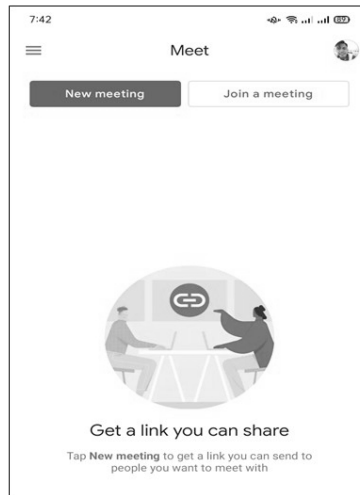 7:42
Meet
New meeting
Join a meeting
Get a link you can share
Tap New meeting to get a link you can send to
people you want to meet with